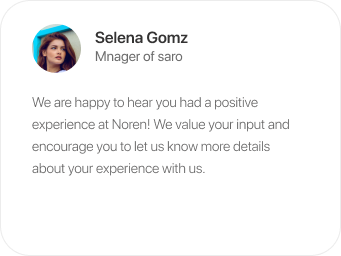 Selena Gomz
Mnager of saro
We are happy to hear you had a positive
experience at Noren! We value your input and
encourage you to let us know more details
about your experience with us.